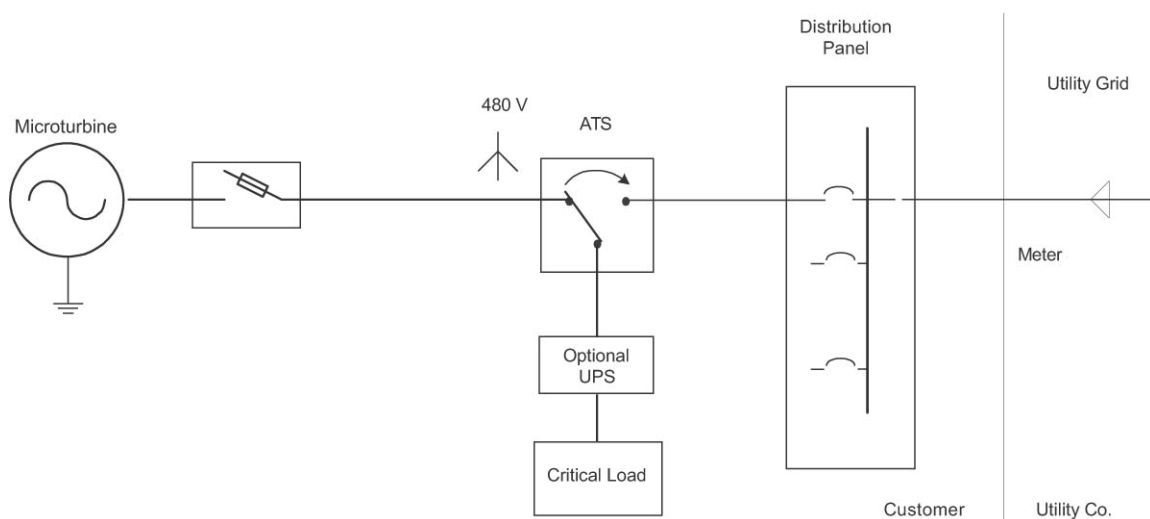 Distribution
Panel
Utility Grid
480 V
Microturbine
ATS
Meter
Optional
UPS
Critical Load
Customer
Utility Co.